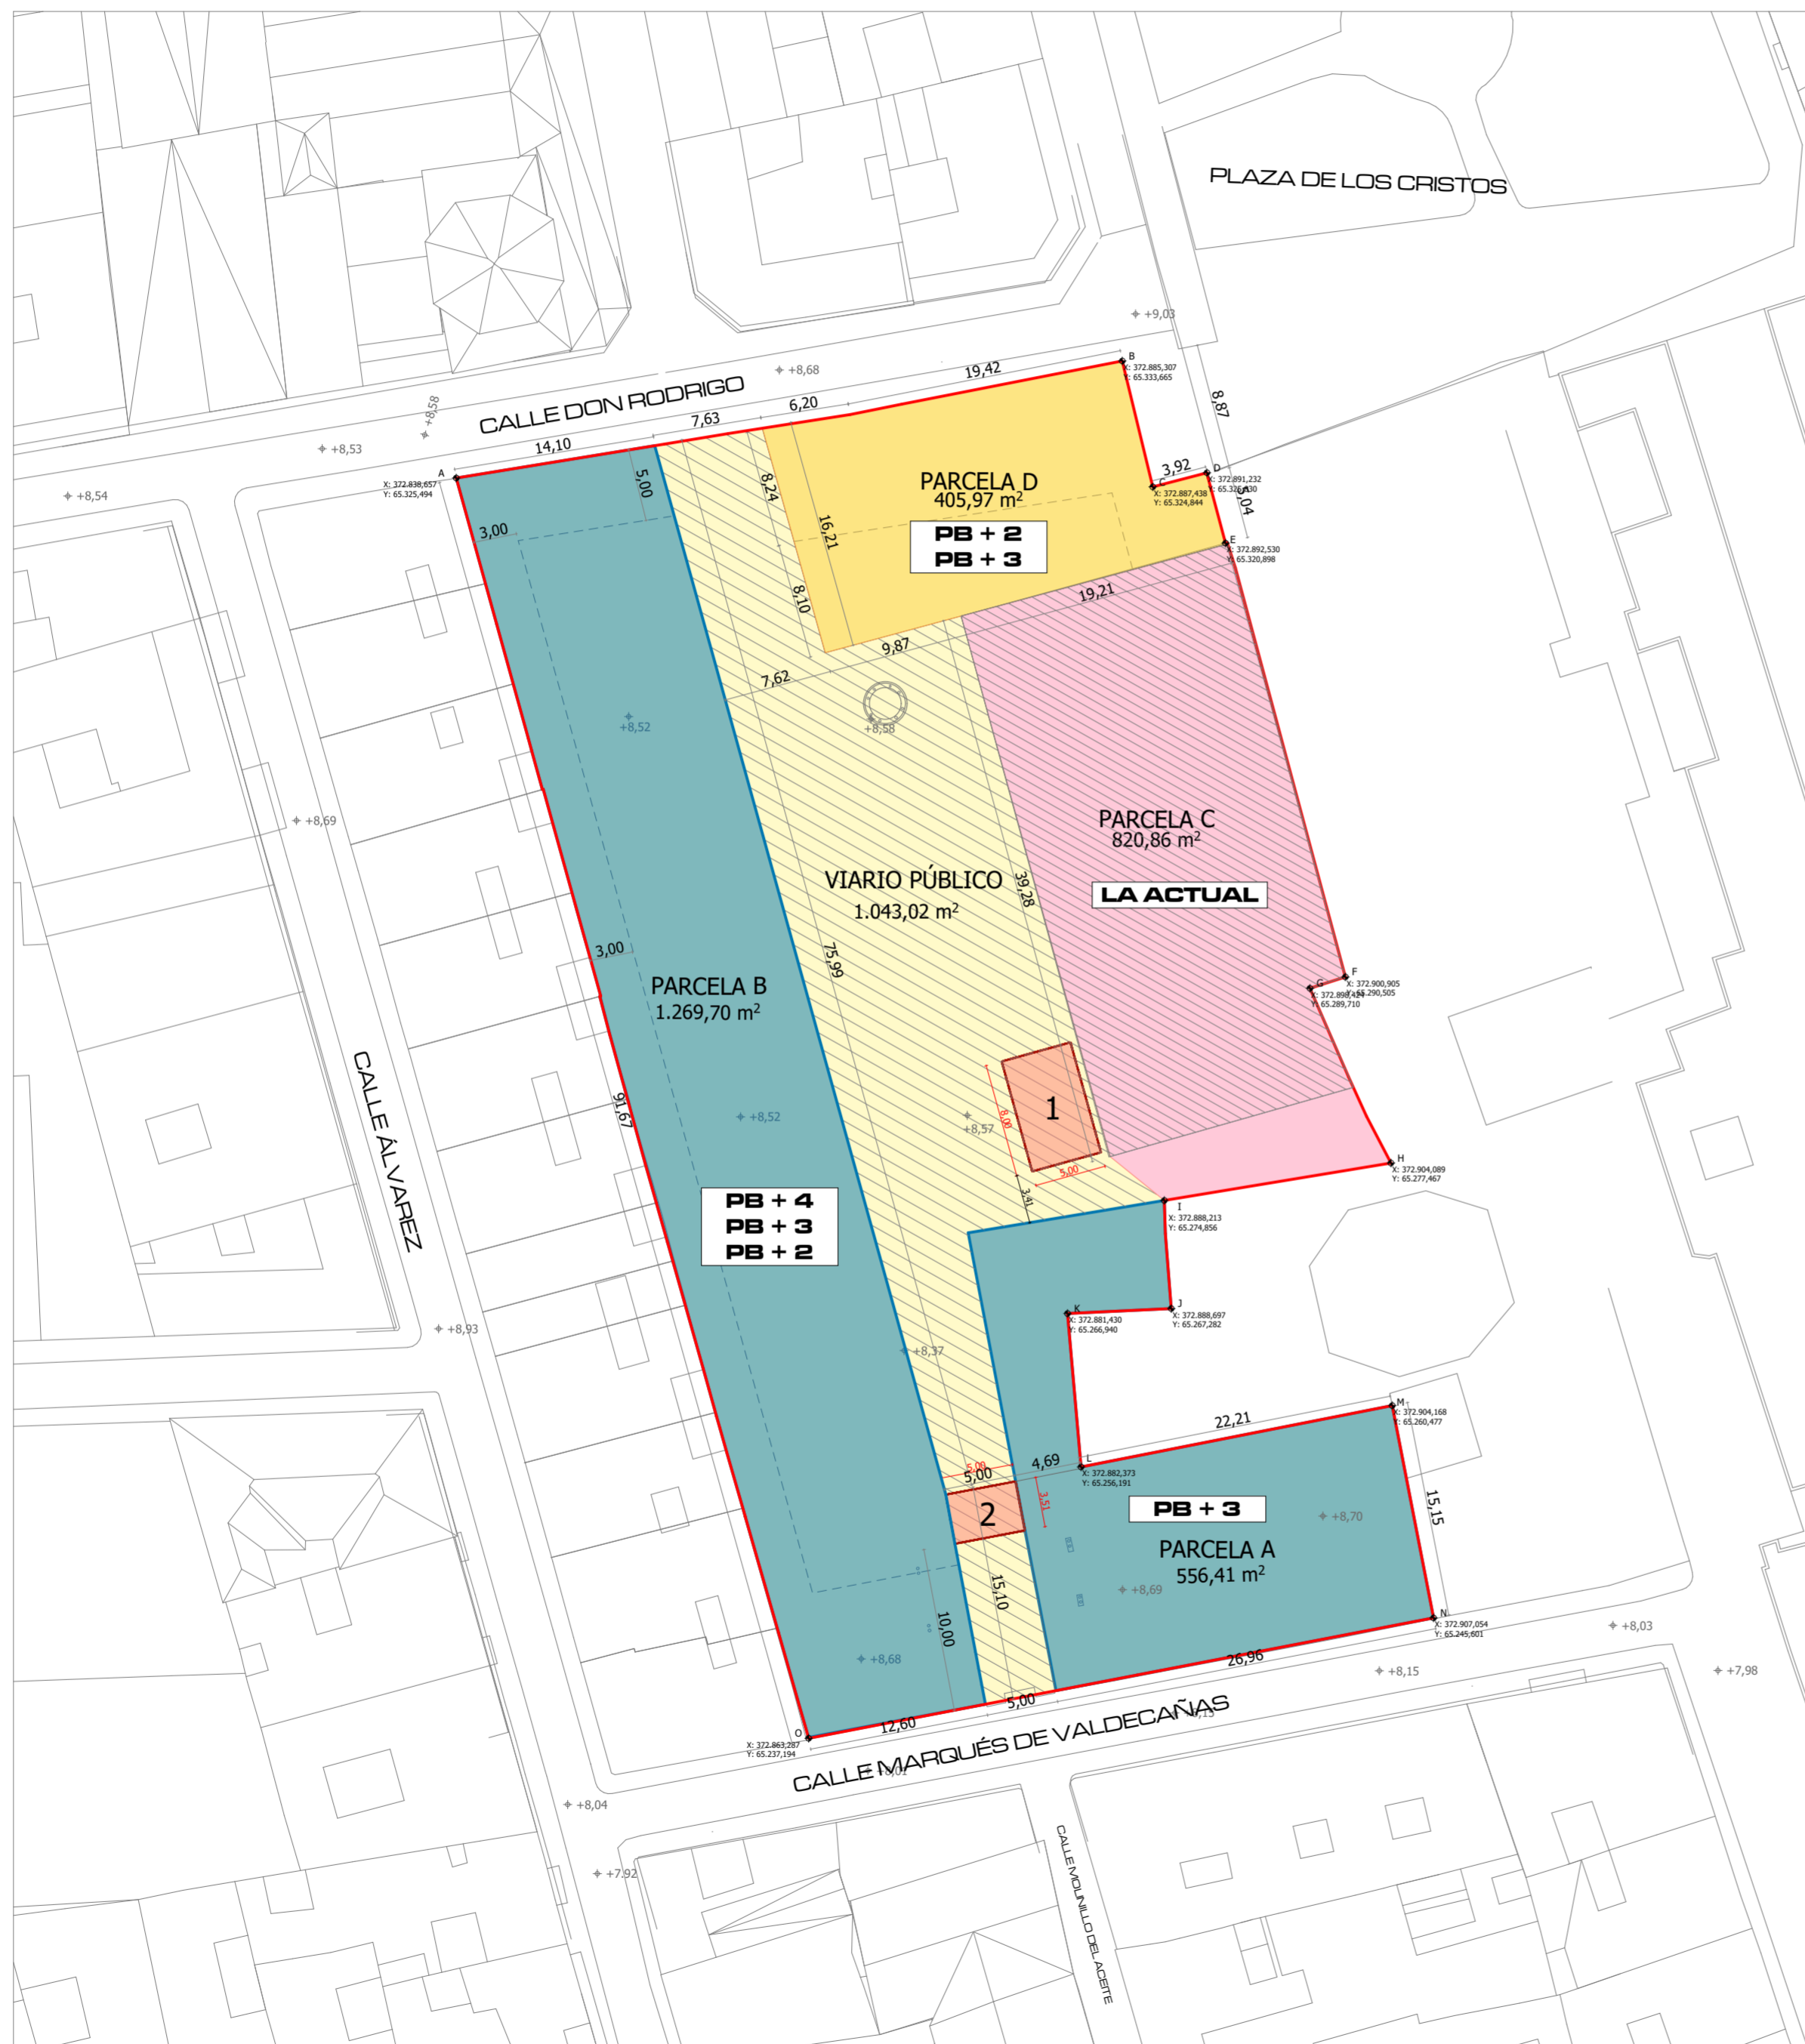 PLAZA DE LOS CRISTOS
+9,03
+8,68
B
X: 372.885,307
Y: 65.333,665
19,42
8,87
CALLE DON RODRIGO
6,20
7,63
14,10
+8,58
+8,53
+8,54
A
X: 372.838,657
Y: 65.325,494
5,00
3,00
8,24
16,21
8,10
PARCELA D
405,97 m²
PB + 2
PB + 3
3,92
C
X: 372.887,438
Y: 65.324,844
D
X: 372.891,232
5,04
E
X: 372.892,530
Y: 65.320,898
19,21
9,87
7,62
+8,58
+8,52
+8,69
PARCELA C
820,86 m²
LA ACTUAL
VIARIO PÚBLICO
1.043,02 m²
39,28
75,99
3,00
PARCELA B
1.269,70 m²
F
X: 372.900,905
Y: 65.290,505
G
Y: 65.289,710
CALLE ÁLVAREZ
91,67
+8,52
+8,57
1
8,00
5,00
3,41
H
X: 372.904,089
Y: 65.277,467
I
X: 372.888,213
Y: 65.274,856
PB + 4
PB + 3
PB + 2
J
X: 372.888,697
Y: 65.267,282
K
X: 372.881,430
Y: 65.266,940
+8,93
+8,37
M
X: 372.904,168
Y: 65.260,477
22,21
L
X: 372.882,373
Y: 65.256,191
4,69
5,00
5,00
3,51
2
PB + 3
15,15
+8,70
PARCELA A
556,41 m²
+8,69
15,10
10,00
N
X: 372.907,054
Y: 65.245,601
+8,03
+8,68
26,96
+8,15
+7,98
5,00
12,60
O
X: 372.863,287
Y: 65.237,194
CALLE MARQUÉS DE VALDECAÑAS
+8,01
+8,04
+7.92
CALLE MOLINILLO DEL ACEITE